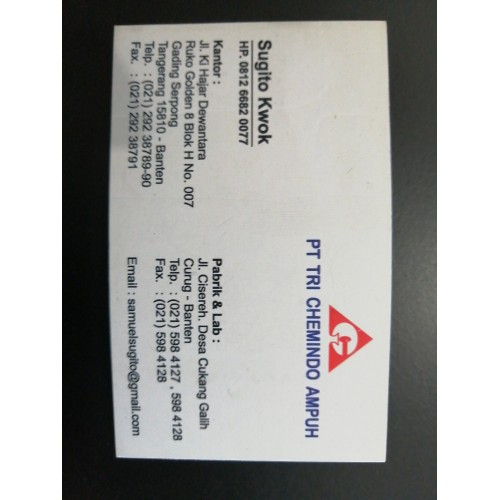 PT TRI CHEMINDO AMPUH
Sugito Kwok
HP. 0812 6682 0077
Kantor :
Jl. Ki Hajar Dewantara
Ruko Golden 8 Blok H No. 007
Gading Serpong
Tangerang 15810 - Banten
Telp. : (021) 292 38789-90
Fax. : (021) 292 38791
Pabrik & Lab :
Jl. Cisereh. Desa Cukang Galih
Curug - Banten
Telp. : (021) 598 4127 , 598 4128
Fax. : (021) 598 4128
Email : samuelsugito@gmail.com